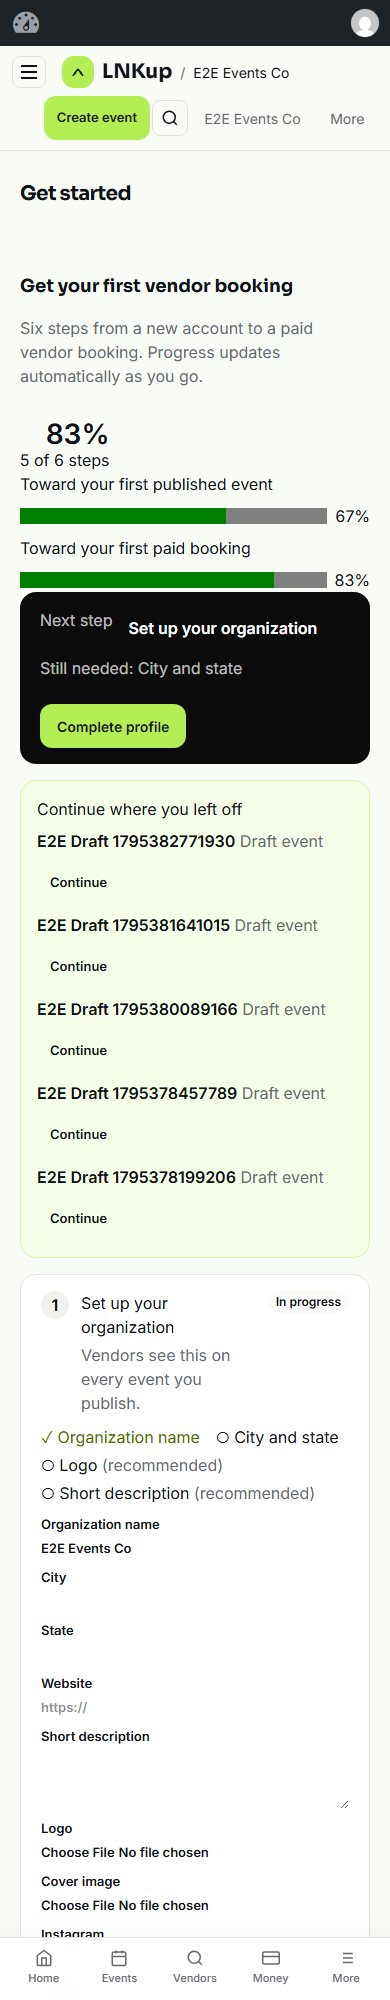 LNKup / E2E Events Co
Create event
E2E Events Co
More
Get started
Get your first vendor booking
Six steps from a new account to a paid
vendor booking. Progress updates
automatically as you go.
83%
5 of 6 steps
Toward your first published event
67%
Toward your first paid booking
83%
Next step
Set up your organization
Still needed: City and state
Complete profile
Continue where you left off
E2E Draft 1795382771930 Draft event
Continue
E2E Draft 1795381641015 Draft event
Continue
E2E Draft 1795380089166 Draft event
Continue
E2E Draft 1795378457789 Draft event
Continue
E2E Draft 1795378199206 Draft event
Continue
1
Set up your
organization
In progress
Vendors see this on
every event you
publish.
✓ Organization name ○ City and state
○ Logo (recommended)
○ Short description (recommended)
Organization name
E2E Events Co
City
State
Website
https://
Short description
Logo
Choose File No file chosen
Cover image
Choose File No file chosen
Instagram
Home
Events
Vendors
Money
More